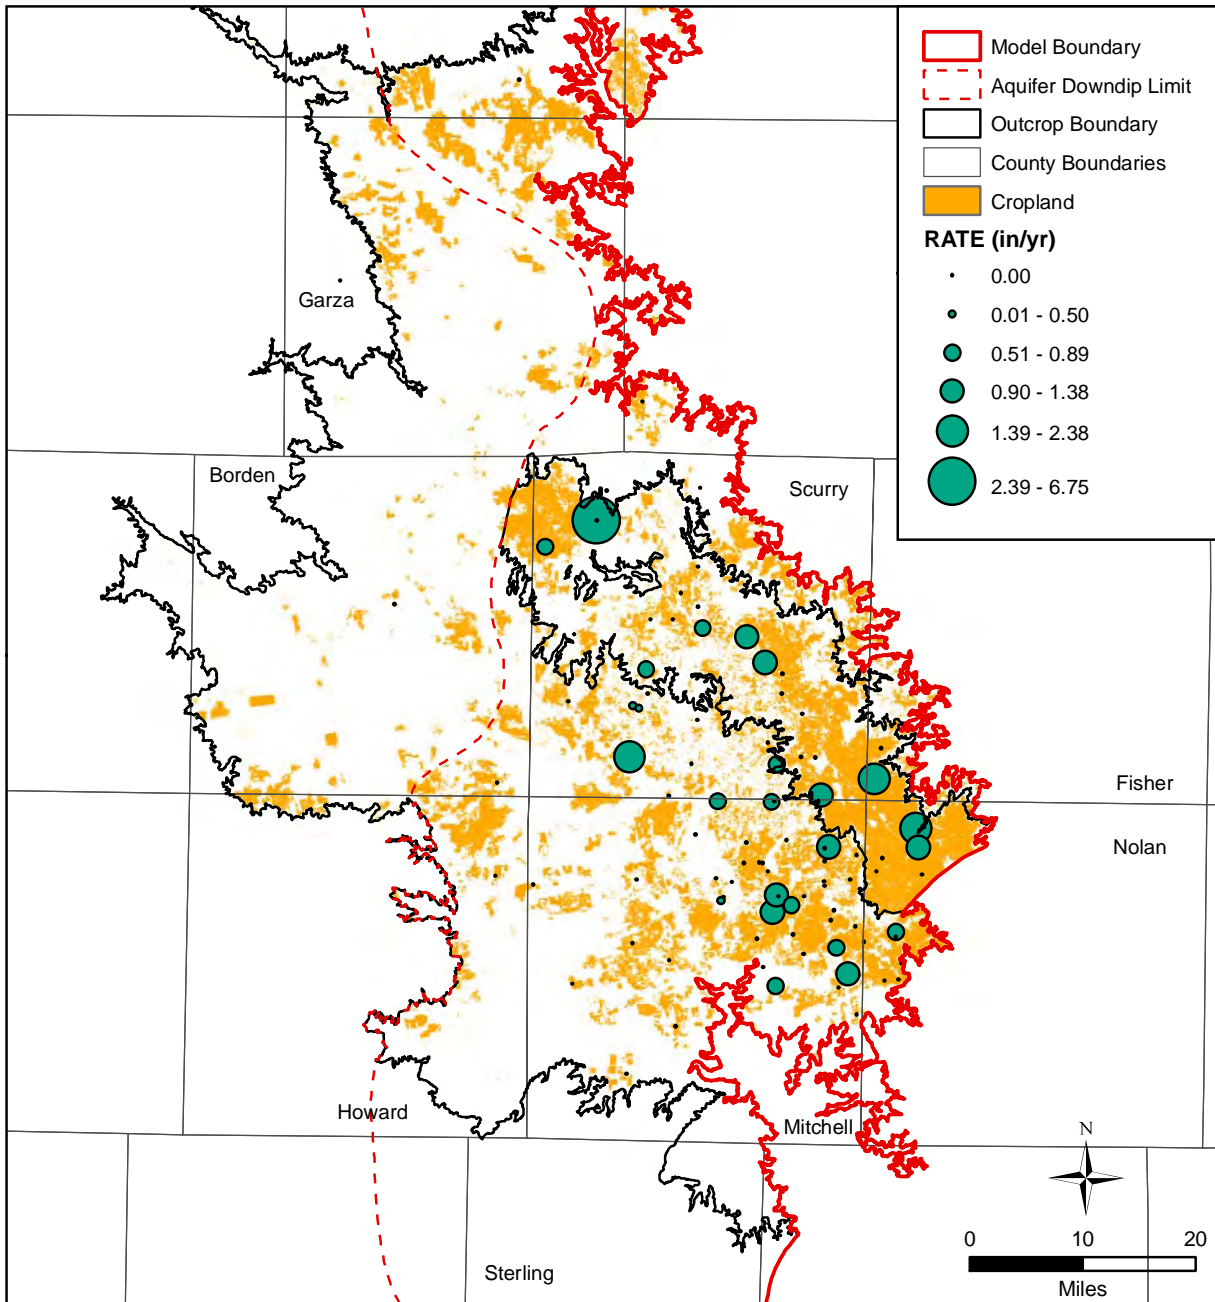 Model Boundary
Aquifer Downdip Limit
Outcrop Boundary
County Boundaries
Cropland
RATE (in/yr)
0.00
0.01 - 0.50
0.51 - 0.89
0.90 - 1.38
1.39 - 2.38
2.39 - 6.75
Garza
Borden
Scurry
Fisher
Nolan
Howard
Mitchell
N
Sterling
0 10 20
Miles